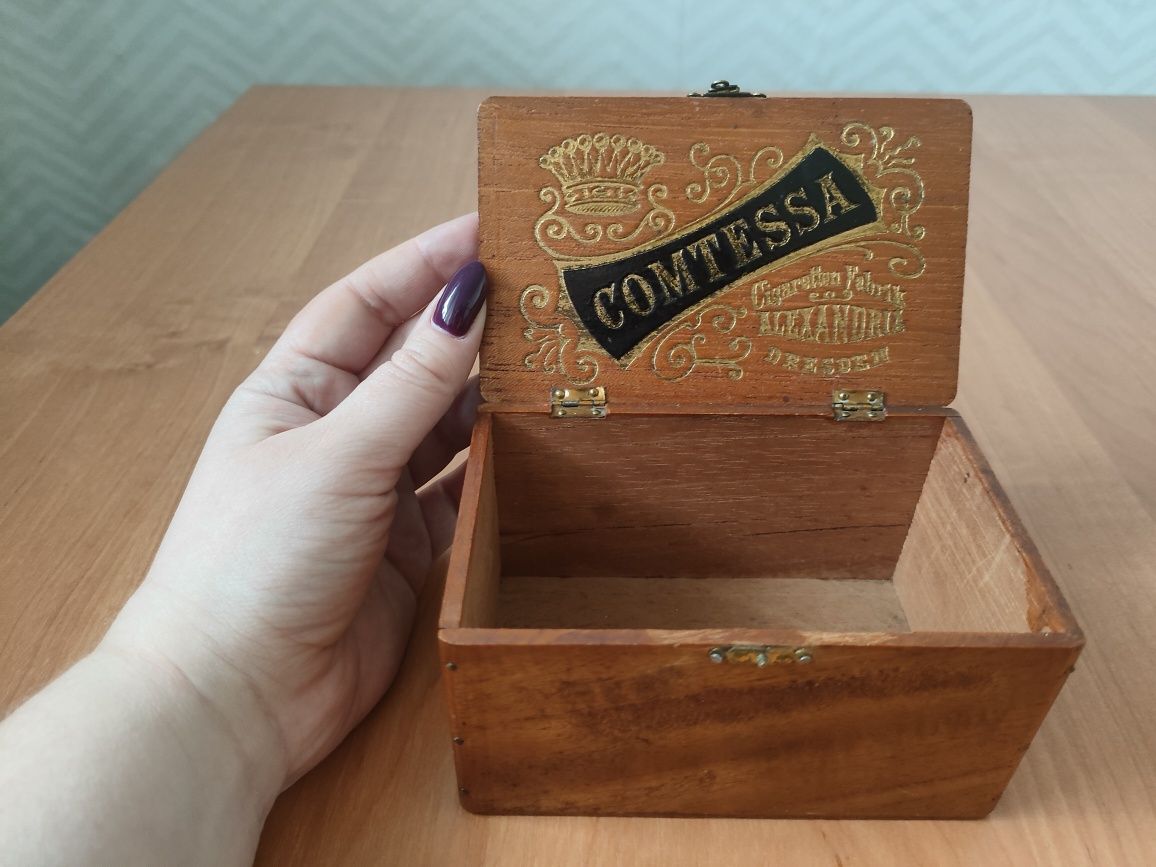 COMTESSA
Cigaretten Fabrik
ALEXANDRIA
DRESDEN